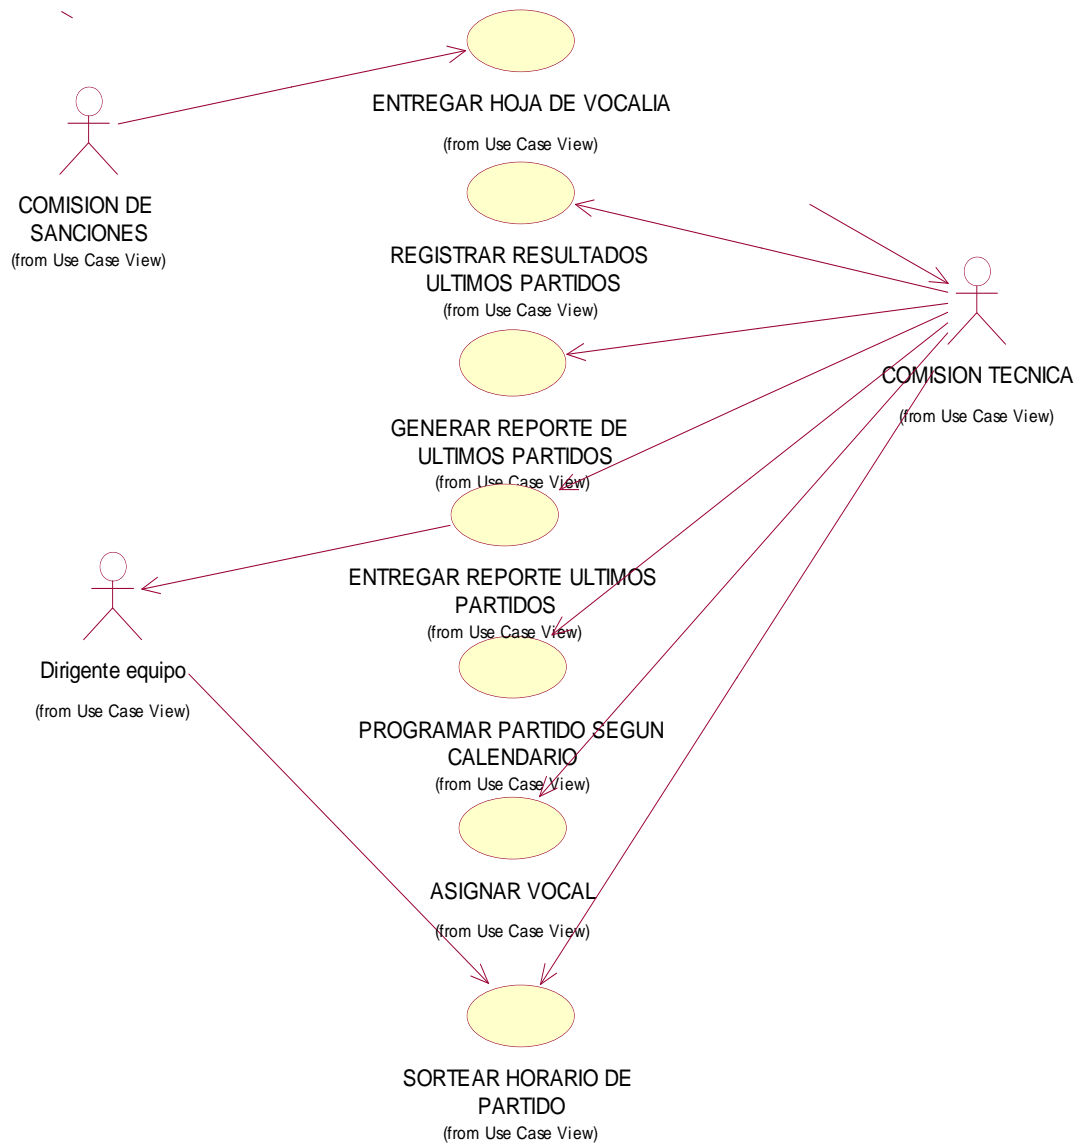 ENTREGAR HOJA DE VOCALIA
(from Use Case View)
COMISION DE
SANCIONES
(from Use Case View)
REGISTRAR RESULTADOS
ULTIMOS PARTIDOS
(from Use Case View)
COMISION TECNICA
(from Use Case View)
GENERAR REPORTE DE
ULTIMOS PARTIDOS
(from Use Case View)
ENTREGAR REPORTE ULTIMOS
PARTIDOS
(from Use Case View)
Dirigente equipo
(from Use Case View)
PROGRAMAR PARTIDO SEGUN
CALENDARIO
(from Use Case View)
ASIGNAR VOCAL
(from Use Case View)
SORTEAR HORARIO DE
PARTIDO
(from Use Case View)